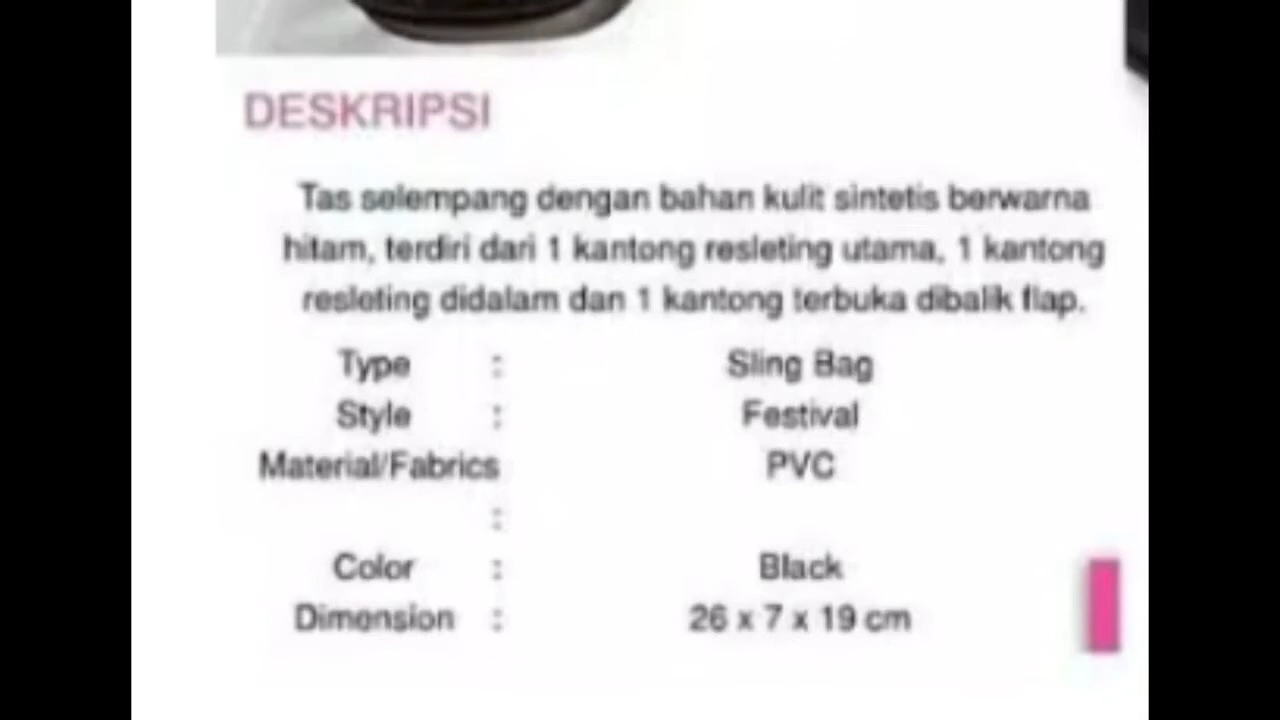 DESKRIPSI
Tas selempang dengan bahan kulit sintetis berwarna
hitam, terdiri dari 1 kantong resleting utama, 1 kantong
resleting didalam dan 1 kantong terbuka dibalik flap.
Type : Sling Bag
Style : Festival
Material/Fabrics PVC
:
Color : Black
Dimension : 26 x 7 x 19 cm